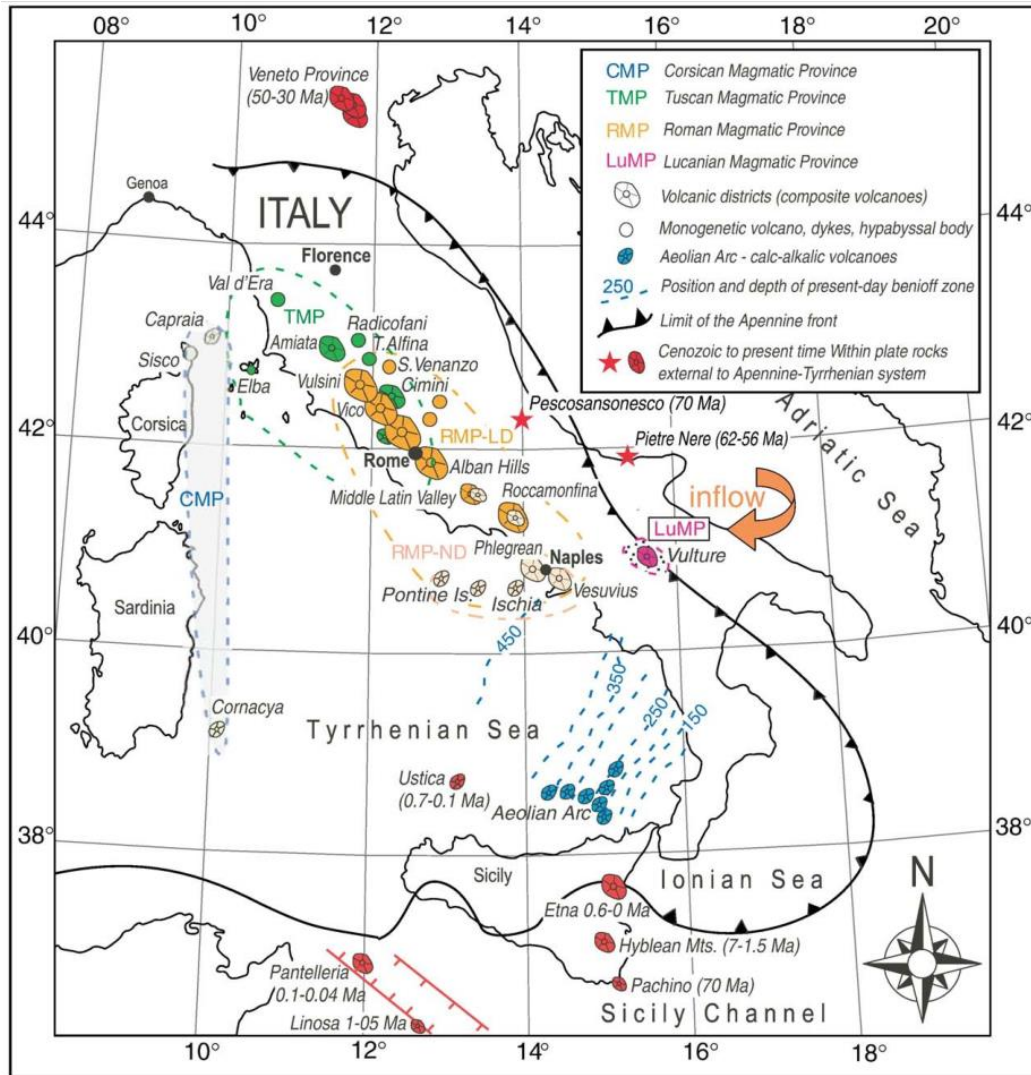 08° 10° 12° 14° 16° 18° 20°
Veneto Province
(50-30 Ma)
CMP Corsican Magmatic Province
TMP Tuscan Magmatic Province
RMP Roman Magmatic Province
LuMP Lucanian Magmatic Province
Volcanic districts (composite volcanoes)
Monogenetic volcano, dykes, hypabyssal body
Aeolian Arc - calc-alkalic volcanoes
250 Position and depth of present-day benioff zone
Limit of the Apennine front
Cenozoic to present time Within plate rocks
external to Apennine-Tyrrhenian system
Genoa
ITALY
44° 44°
Florence
Val d'Era
TMP
Capraia
Radicofani
Amiata
T.Alfina
Sisco
S.Venanzo
Elba
Vulsini
Cimini
Vico
Pescosansonesco (70 Ma)
Corsica
42° 42°
RMP-LD
Pietre Nere (62-56 Ma)
Adriatic Sea
Rome
Alban Hills
CMP
Middle Latin Valley
Roccamonfina
inflow
LuMP
Vulture
RMP-ND
Phlegrean
Naples
Pontine Is.
Ischia
Vesuvius
Sardinia
40° 40°
450
350
250
150
Cornacya
Tyrrhenian Sea
Ustica
(0.7-0.1 Ma)
Aeolian Arc
38° 38°
Sicily
Ionian Sea
N
Etna 0.6-0 Ma
Hyblean Mts. (7-1.5 Ma)
Pantelleria
0.1-0.04 Ma
Pachino (70 Ma)
Linosa 1-05 Ma
Sicily Channel
10° 12° 14° 16° 18°